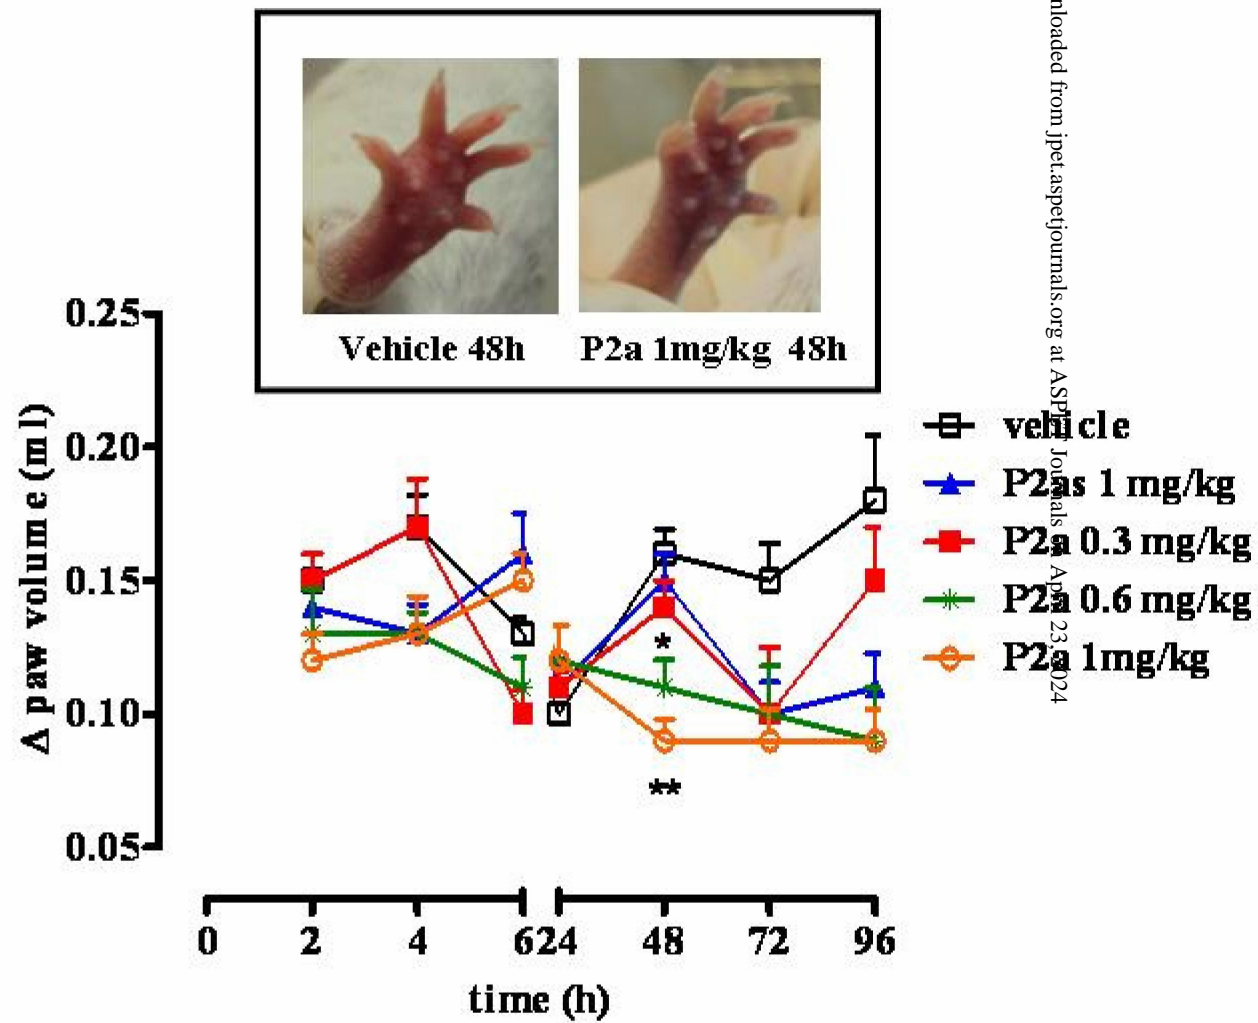 Vehicle 48h
P2a 1mg/kg 48h
0.25
0.20
0.15
0.10
0.05
Δ paw volume (ml)
*
**
0
2
4
6
24
48
72
96
time (h)
vehicle
P2as 1 mg/kg
P2a 0.3 mg/kg
P2a 0.6 mg/kg
P2a 1mg/kg
nloaded from jpet.aspetjournals.org at ASPET Journals on April 23, 2024